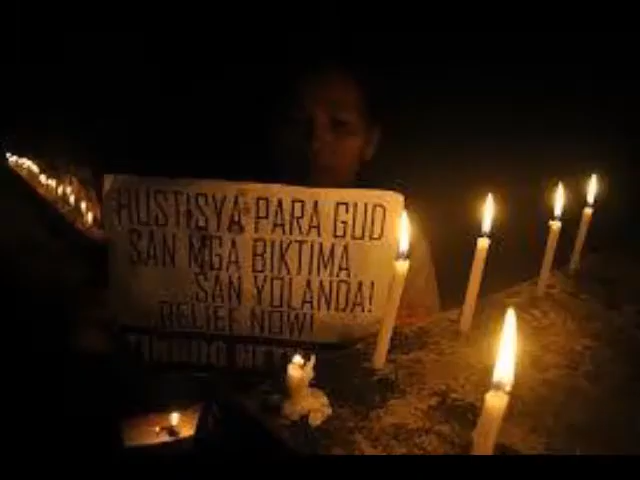 HUSTISYA PARA GUD
SAN MGA BIKTIMA
SAN YOLANDA!
RELIEF NOW!